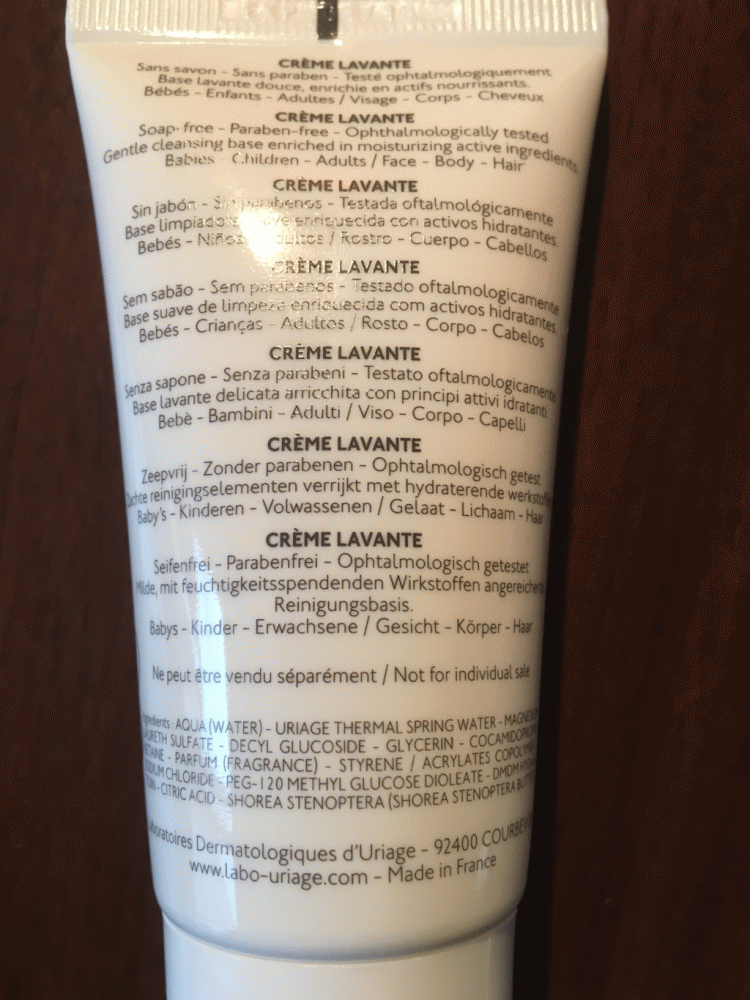 CRÈME LAVANTE
Sans savon - Sans paraben - Testé ophtalmologiquement
Base lavante douce, enrichie en actifs nourrissants.
Bébés - Enfants - Adultes / Visage - Corps - Cheveux
CRÈME LAVANTE
Soap-free - Paraben-free - Ophthalmologically tested
Gentle cleansing base enriched in moisturizing active ingredients
Babies - Children - Adults / Face - Body - Hair
CRÈME LAVANTE
Sin jabón - Sin parabenos - Testada oftalmológicamente
Base limpiadora enriquecida con activos hidratantes.
Bebés - Niños - Adultos / Rostro - Cuerpo - Cabellos
CRÈME LAVANTE
Sem sabão - Sem parabenos - Testado oftalmologicamente
Base suave de limpeza enriquecida com activos hidratantes.
Bebés - Crianças - Adultos / Rosto - Corpo - Cabelos
CRÈME LAVANTE
Senza sapone - Senza parabeni - Testato oftalmologicamente
Base lavante delicata arricchita con principi attivi idratanti
Bebè - Bambini - Adulti / Viso - Corpo - Capelli
CRÈME LAVANTE
Zeepvrij - Zonder parabenen - Ophtalmologisch getest
reinigingselementen verrijkt met hydraterende
Baby's - Kinderen - Volwassenen / Gelaat - Lichaam - Haar
CRÈME LAVANTE
Seifenfrei - Parabenfrei - Ophtalmologisch getestet
Milde, mit feuchtigkeitsspendenden Wirkstoffen
Reinigungsbasis.
Babys - Kinder - Erwachsene / Gesicht - Körper - Haar
Ne peut être vendu séparément / Not for individual sale
AQUA (WATER) - URIAGE THERMAL SPRING WATER -
SULFATE - DECYL GLUCOSIDE - GLYCERIN -
- PARFUM (FRAGRANCE) - STYRENE / ACRYLATES
CHLORIDE - PEG-120 METHYL GLUCOSE DIOLEATE - DMDM
- CITRIC ACID - SHOREA STENOPTERA (SHOREA STENOPTERA
Dermatologiques d'Uriage - 92400
www.labo-uriage.com - Made in France